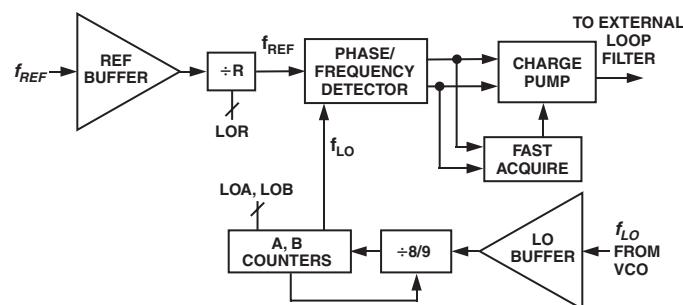 TO EXTERNAL
LOOP
FILTER
f_REF
REF
BUFFER
÷R
LOR
f_REF
PHASE/
FREQUENCY
DETECTOR
CHARGE
PUMP
FAST
ACQUIRE
f_LO
LOA, LOB
A, B
COUNTERS
÷8/9
LO
BUFFER
f_LO
FROM
VCO